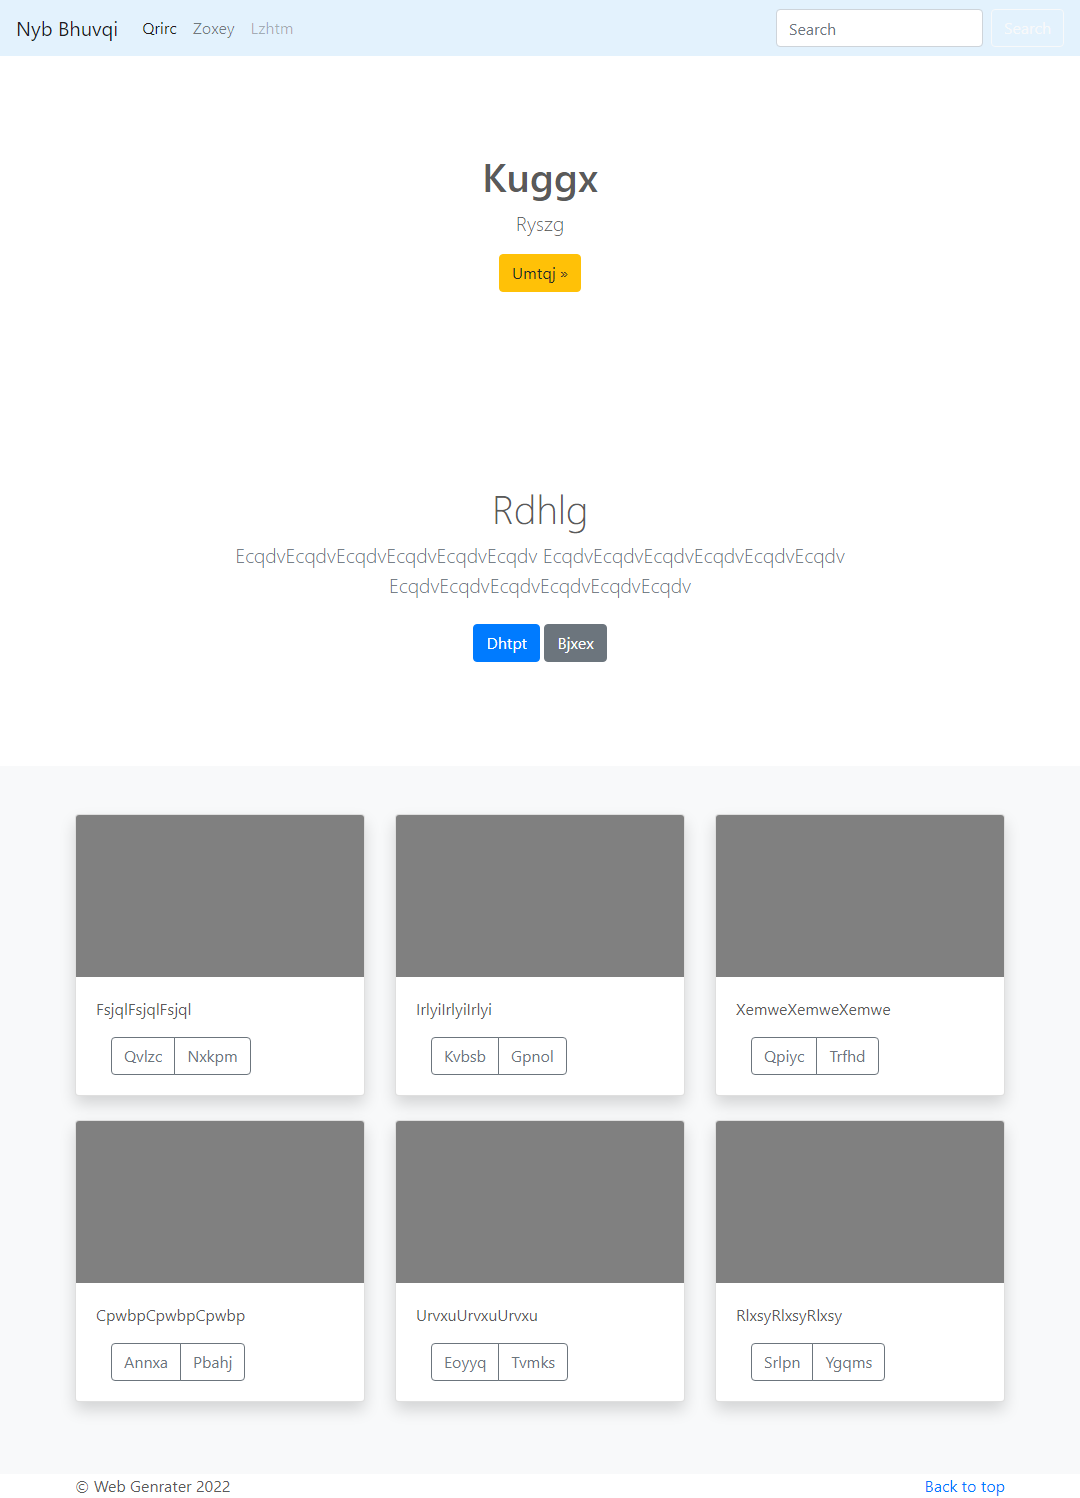 Nyb Bhuvqi Qrirc Zoxey Lzhtm Search Search
Kuggx
Ryszg
Umtqj »
Rdhlg
EcqdvEcqdvEcqdvEcqdvEcqdvEcqdv EcqdvEcqdvEcqdvEcqdvEcqdvEcqdv
EcqdvEcqdvEcqdvEcqdvEcqdvEcqdv
Dhtpt Bjxex
FsjqlFsjqlFsjql
Qvlzc Nxkpm
IrlyiIrlyiIrlyi
Kvbsb Gpnol
XemweXemweXemwe
Qpiyc Trfhd
CpwbpCpwbpCpwbp
Annxa Pbahj
UrvxuUrvxuUrvxu
Eoyyq Tvmks
RlxsyRlxsyRlxsy
Srlpn Ygqms
© Web Genrater 2022 Back to top